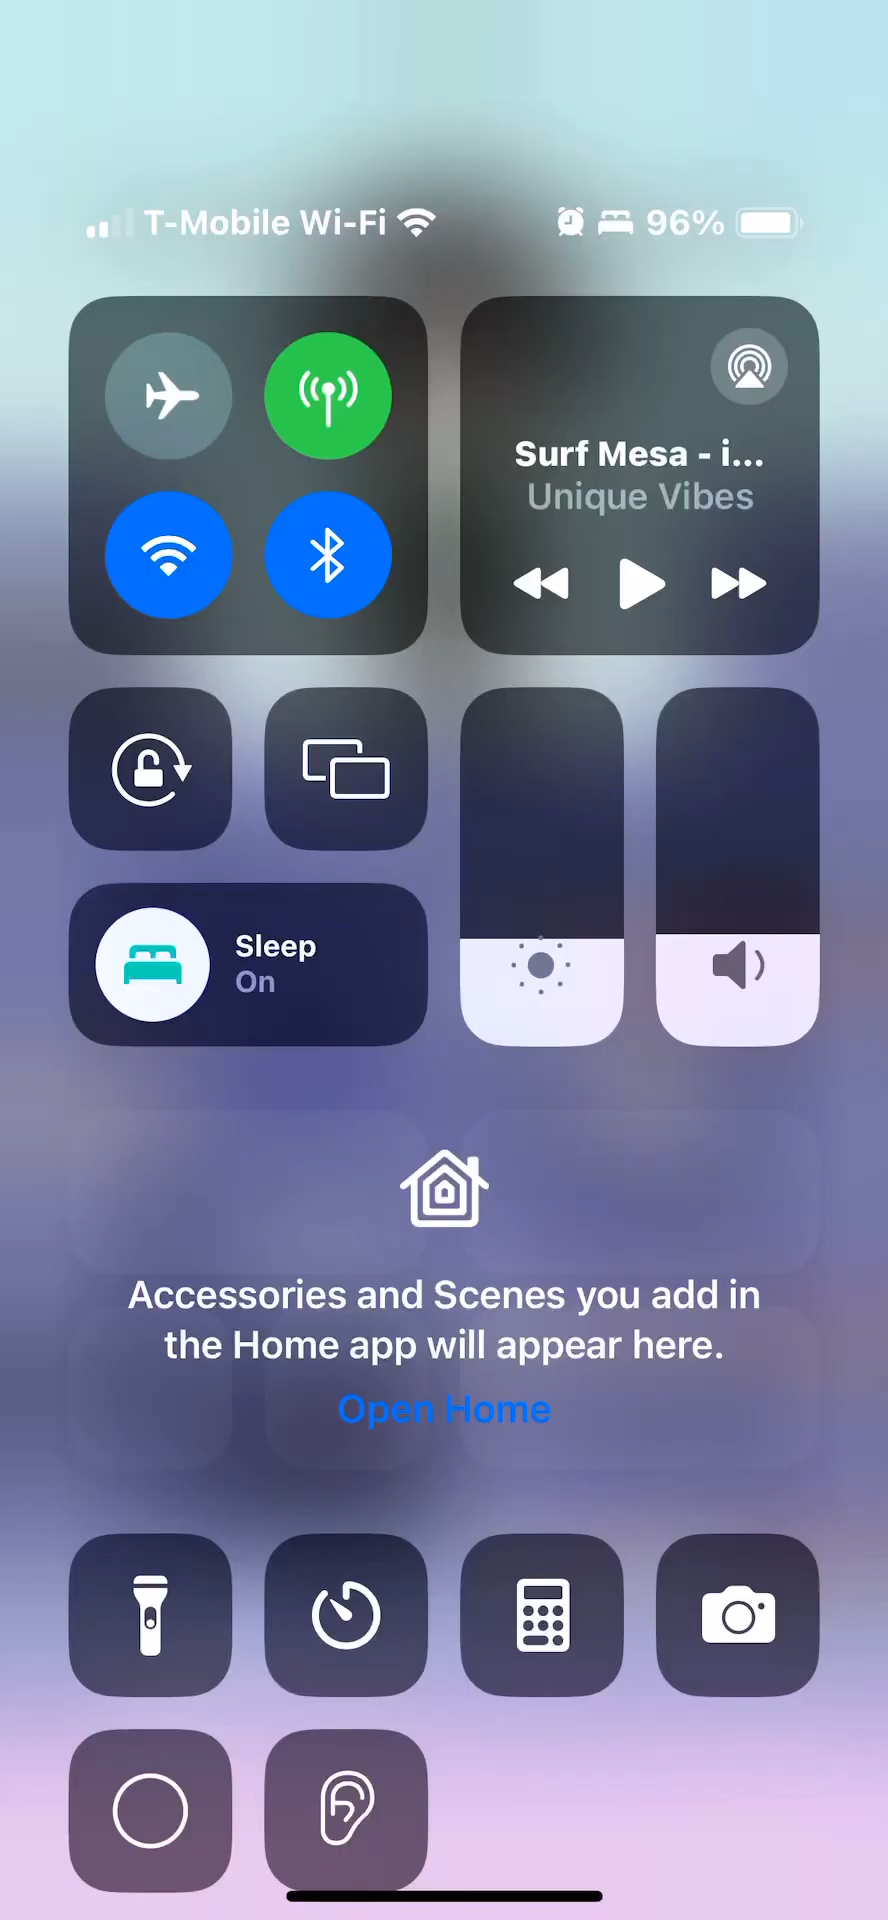 T-Mobile Wi-Fi 96%
Surf Mesa - i...
Unique Vibes
Sleep
On
Accessories and Scenes you add in
the Home app will appear here.
Open Home